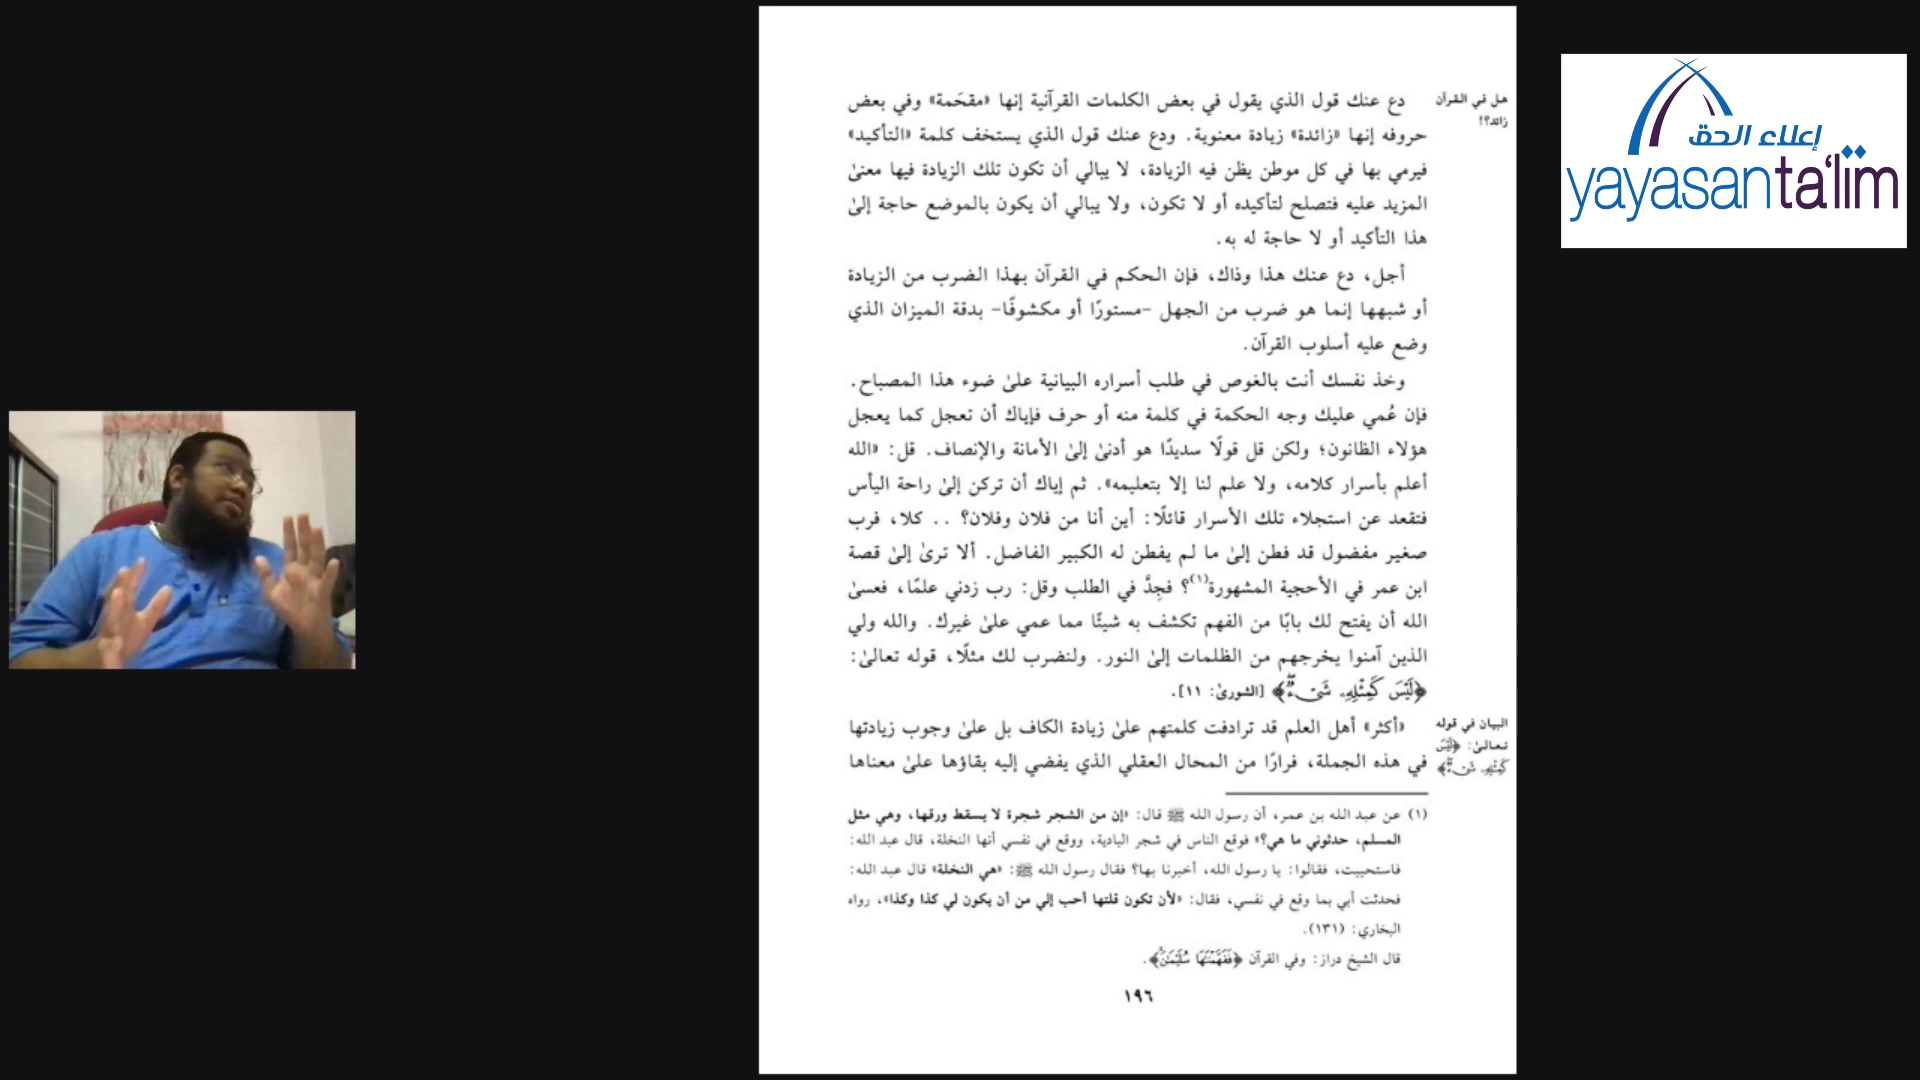 هل في القرآن
زائد؟!
دع عنك قول الذي يقول في بعض الكلمات القرآنية إنها «مقحَمة» وفي بعض
حروفه إنها «زائدة» زيادة معنوية. ودع عنك قول الذي يستخف كلمة «التأكيد»
فيرمي بها في كل موطن يظن فيه الزيادة، لا يبالي أن تكون تلك الزيادة فيها معنىٰ
المزيد عليه فتصلح لتأكيده أو لا تكون، ولا يبالي أن يكون بالموضع حاجة إلىٰ
هذا التأكيد أو لا حاجة له به.
أجل، دع عنك هذا وذاك، فإن الحكم في القرآن بهذا الضرب من الزيادة
أو شبهها إنما هو ضرب من الجهل -مستورًا أو مكشوفًا- بدقة الميزان الذي
وضع عليه أسلوب القرآن.
وخذ نفسك أنت بالغوص في طلب أسراره البيانية علىٰ ضوء هذا المصباح.
فإن عُمي عليك وجه الحكمة في كلمة منه أو حرف فإياك أن تعجل كما يعجل
هؤلاء الظانون؛ ولكن قل قولًا سديدًا هو أدنىٰ إلىٰ الأمانة والإنصاف. قل: «الله
أعلم بأسرار كلامه، ولا علم لنا إلا بتعليمه». ثم إياك أن تركن إلىٰ راحة اليأس
فتقعد عن استجلاء تلك الأسرار قائلًا: أين أنا من فلان وفلان؟ .. كلا، فرب
صغير مفضول قد فطن إلىٰ ما لم يفطن له الكبير الفاضل. ألا ترىٰ إلىٰ قصة
ابن عمر في الأحجية المشهورة(١)؟ فجِدَّ في الطلب وقل: رب زدني علمًا، فعسىٰ
الله أن يفتح لك بابًا من الفهم تكشف به شيئًا مما عمي علىٰ غيرك. والله ولي
الذين آمنوا يخرجهم من الظلمات إلىٰ النور. ولنضرب لك مثلًا، قوله تعالىٰ:
﴿لَيْسَ كَمِثْلِهِۦ شَىْءٌ﴾ [الشورىٰ: ١١].
البيان في قوله
تعالىٰ: ﴿لَيْسَ
كَمِثْلِهِۦ شَىْءٌ﴾
«أكثر» أهل العلم قد ترادفت كلمتهم علىٰ زيادة الكاف بل علىٰ وجوب زيادتها
في هذه الجملة، فرارًا من المحال العقلي الذي يفضي إليه بقاؤها علىٰ معناها
(١) عن عبد الله بن عمر، أن رسول الله ﷺ قال: «إن من الشجر شجرة لا يسقط ورقها، وهي مثل
المسلم، حدثوني ما هي؟» فوقع الناس في شجر البادية، ووقع في نفسي أنها النخلة، قال عبد الله:
فاستحييت، فقالوا: يا رسول الله، أخبرنا بها؟ فقال رسول الله ﷺ: «هي النخلة» قال عبد الله:
فحدثت أبي بما وقع في نفسي، فقال: «لأن تكون قلتها أحب إلي من أن يكون لي كذا وكذا»، رواه
البخاري: (١٣١).
قال الشيخ دراز: وفي القرآن ﴿فَفَهَّمْنَٰهَا سُلَيْمَٰنَ﴾.
١٩٦
إعلاء الحق
yayasanta'lim